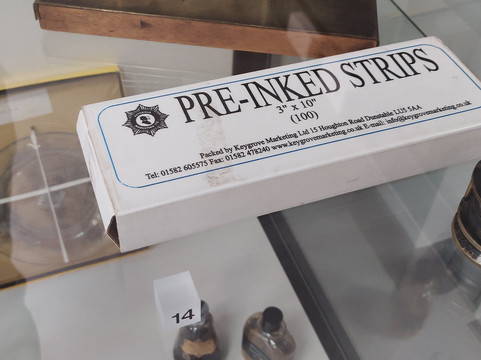 PRE-INKED STRIPS
3" x 10"
(100)
Packed by Keygrove Marketing Ltd 15 Houghton Road Dunstable LU5 5AA
Tel: 01582 605575 Fax: 01582 478240 www.keygrovemarketing.co.uk E-mail: info@keygrovemarketing.co.uk
14